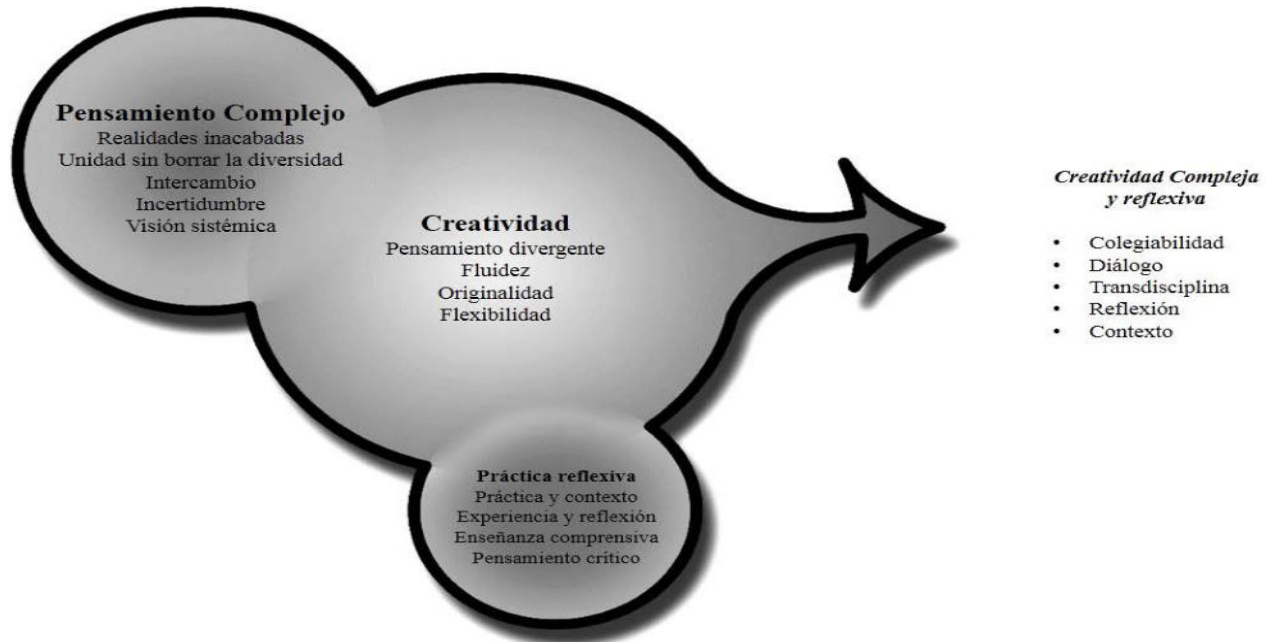 Pensamiento Complejo
Realidades inacabadas
Unidad sin borrar la diversidad
Intercambio
Incertidumbre
Visión sistémica
Creatividad
Pensamiento divergente
Fluidez
Originalidad
Flexibilidad
Práctica reflexiva
Práctica y contexto
Experiencia y reflexión
Enseñanza comprensiva
Pensamiento crítico
Creatividad Compleja
y reflexiva
• Colegiabilidad
• Diálogo
• Transdisciplina
• Reflexión
• Contexto